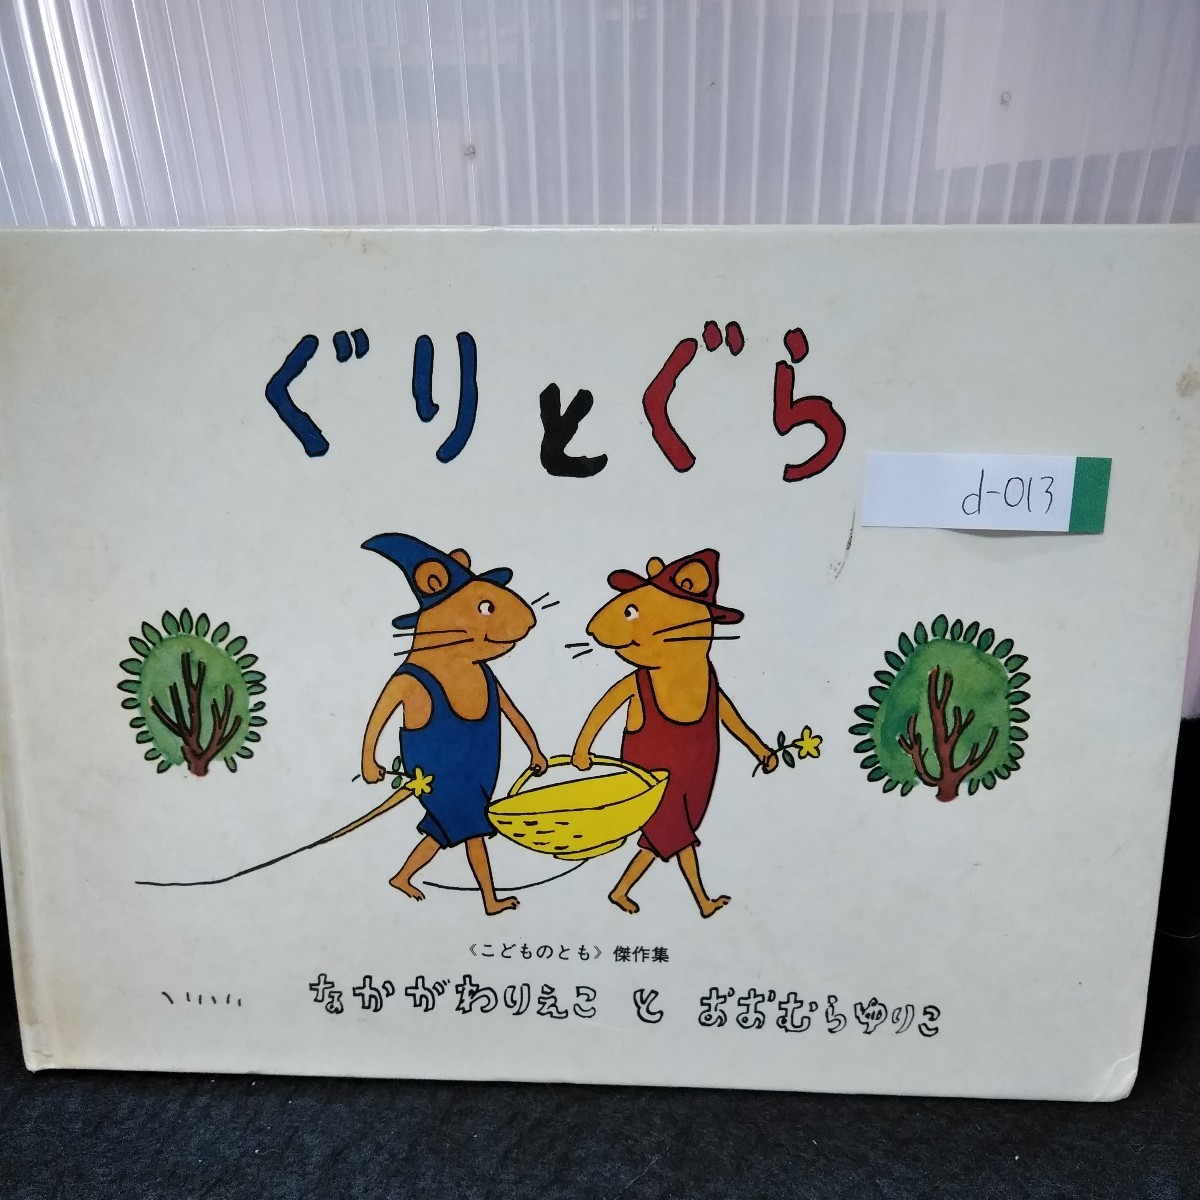 ぐりとぐら
d-013
《こどものとも》傑作集
なかがわりえこ と おおむらゆりこ